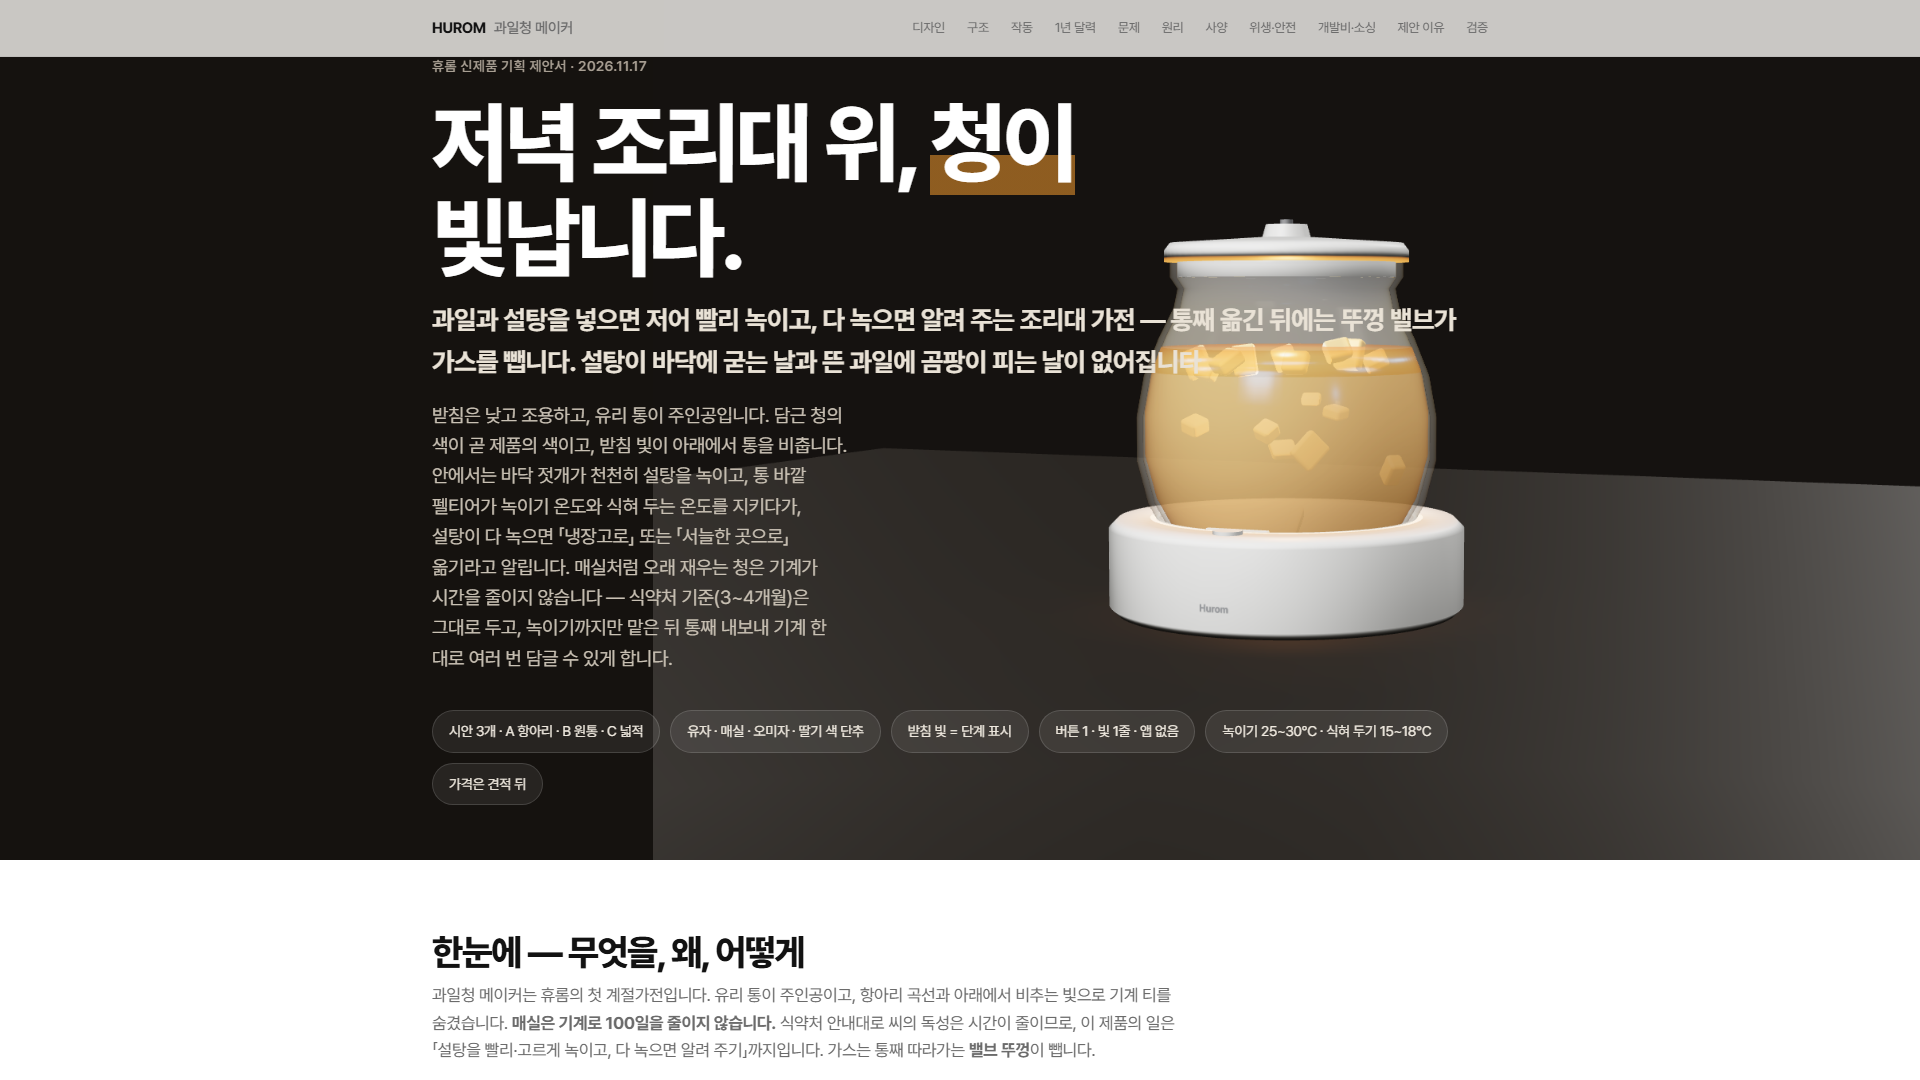 HUROM 과일청 메이커
디자인 구조 작동 1년 달력 문제 원리 사양 위생·안전 개발비·소싱 제안 이유 검증
휴롬 신제품 기획 제안서 · 2026.11.17
저녁 조리대 위, 청이
빛납니다.
과일과 설탕을 넣으면 저어 빨리 녹이고, 다 녹으면 알려 주는 조리대 가전 — 통째 옮긴 뒤에는 뚜껑 밸브가
가스를 뺍니다. 설탕이 바닥에 굳는 날과 뜬 과일에 곰팡이 피는 날이 없어집니다.
받침은 낮고 조용하고, 유리 통이 주인공입니다. 담근 청의
색이 곧 제품의 색이고, 받침 빛이 아래에서 통을 비춥니다.
안에서는 바닥 젓개가 천천히 설탕을 녹이고, 통 바깥
펠티어가 녹이기 온도와 식혀 두는 온도를 지키다가,
설탕이 다 녹으면 「냉장고로」 또는 「서늘한 곳으로」
옮기라고 알립니다. 매실처럼 오래 재우는 청은 기계가
시간을 줄이지 않습니다 — 식약처 기준(3~4개월)은
그대로 두고, 녹이기까지만 맡은 뒤 통째 내보내 기계 한
대로 여러 번 담글 수 있게 합니다.
Hurom
시안 3개 · A 항아리 · B 원통 · C 넓적
유자 · 매실 · 오미자 · 딸기 색 단추
받침 빛 = 단계 표시
버튼 1 · 빛 1줄 · 앱 없음
녹이기 25~30°C · 식혀 두기 15~18°C
가격은 견적 뒤
한눈에 — 무엇을, 왜, 어떻게
과일청 메이커는 휴롬의 첫 계절가전입니다. 유리 통이 주인공이고, 항아리 곡선과 아래에서 비추는 빛으로 기계 티를
숨겼습니다. 매실은 기계로 100일을 줄이지 않습니다. 식약처 안내대로 씨의 독성은 시간이 줄이므로, 이 제품의 일은
「설탕을 빨리·고르게 녹이고, 다 녹으면 알려 주기」까지입니다. 가스는 통째 따라가는 밸브 뚜껑이 뺍니다.